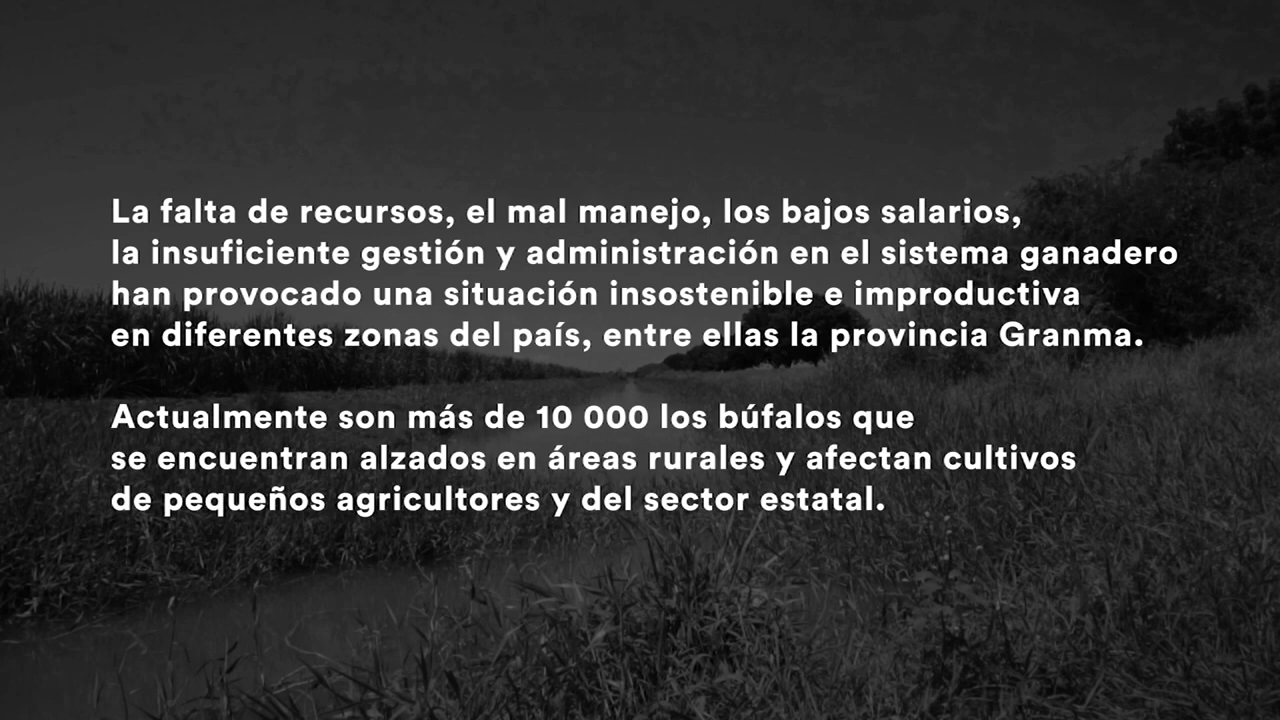 La falta de recursos, el mal manejo, los bajos salarios,
la insuficiente gestión y administración en el sistema ganadero
han provocado una situación insostenible e improductiva
en diferentes zonas del país, entre ellas la provincia Granma.
Actualmente son más de 10 000 los búfalos que
se encuentran alzados en áreas rurales y afectan cultivos
de pequeños agricultores y del sector estatal.